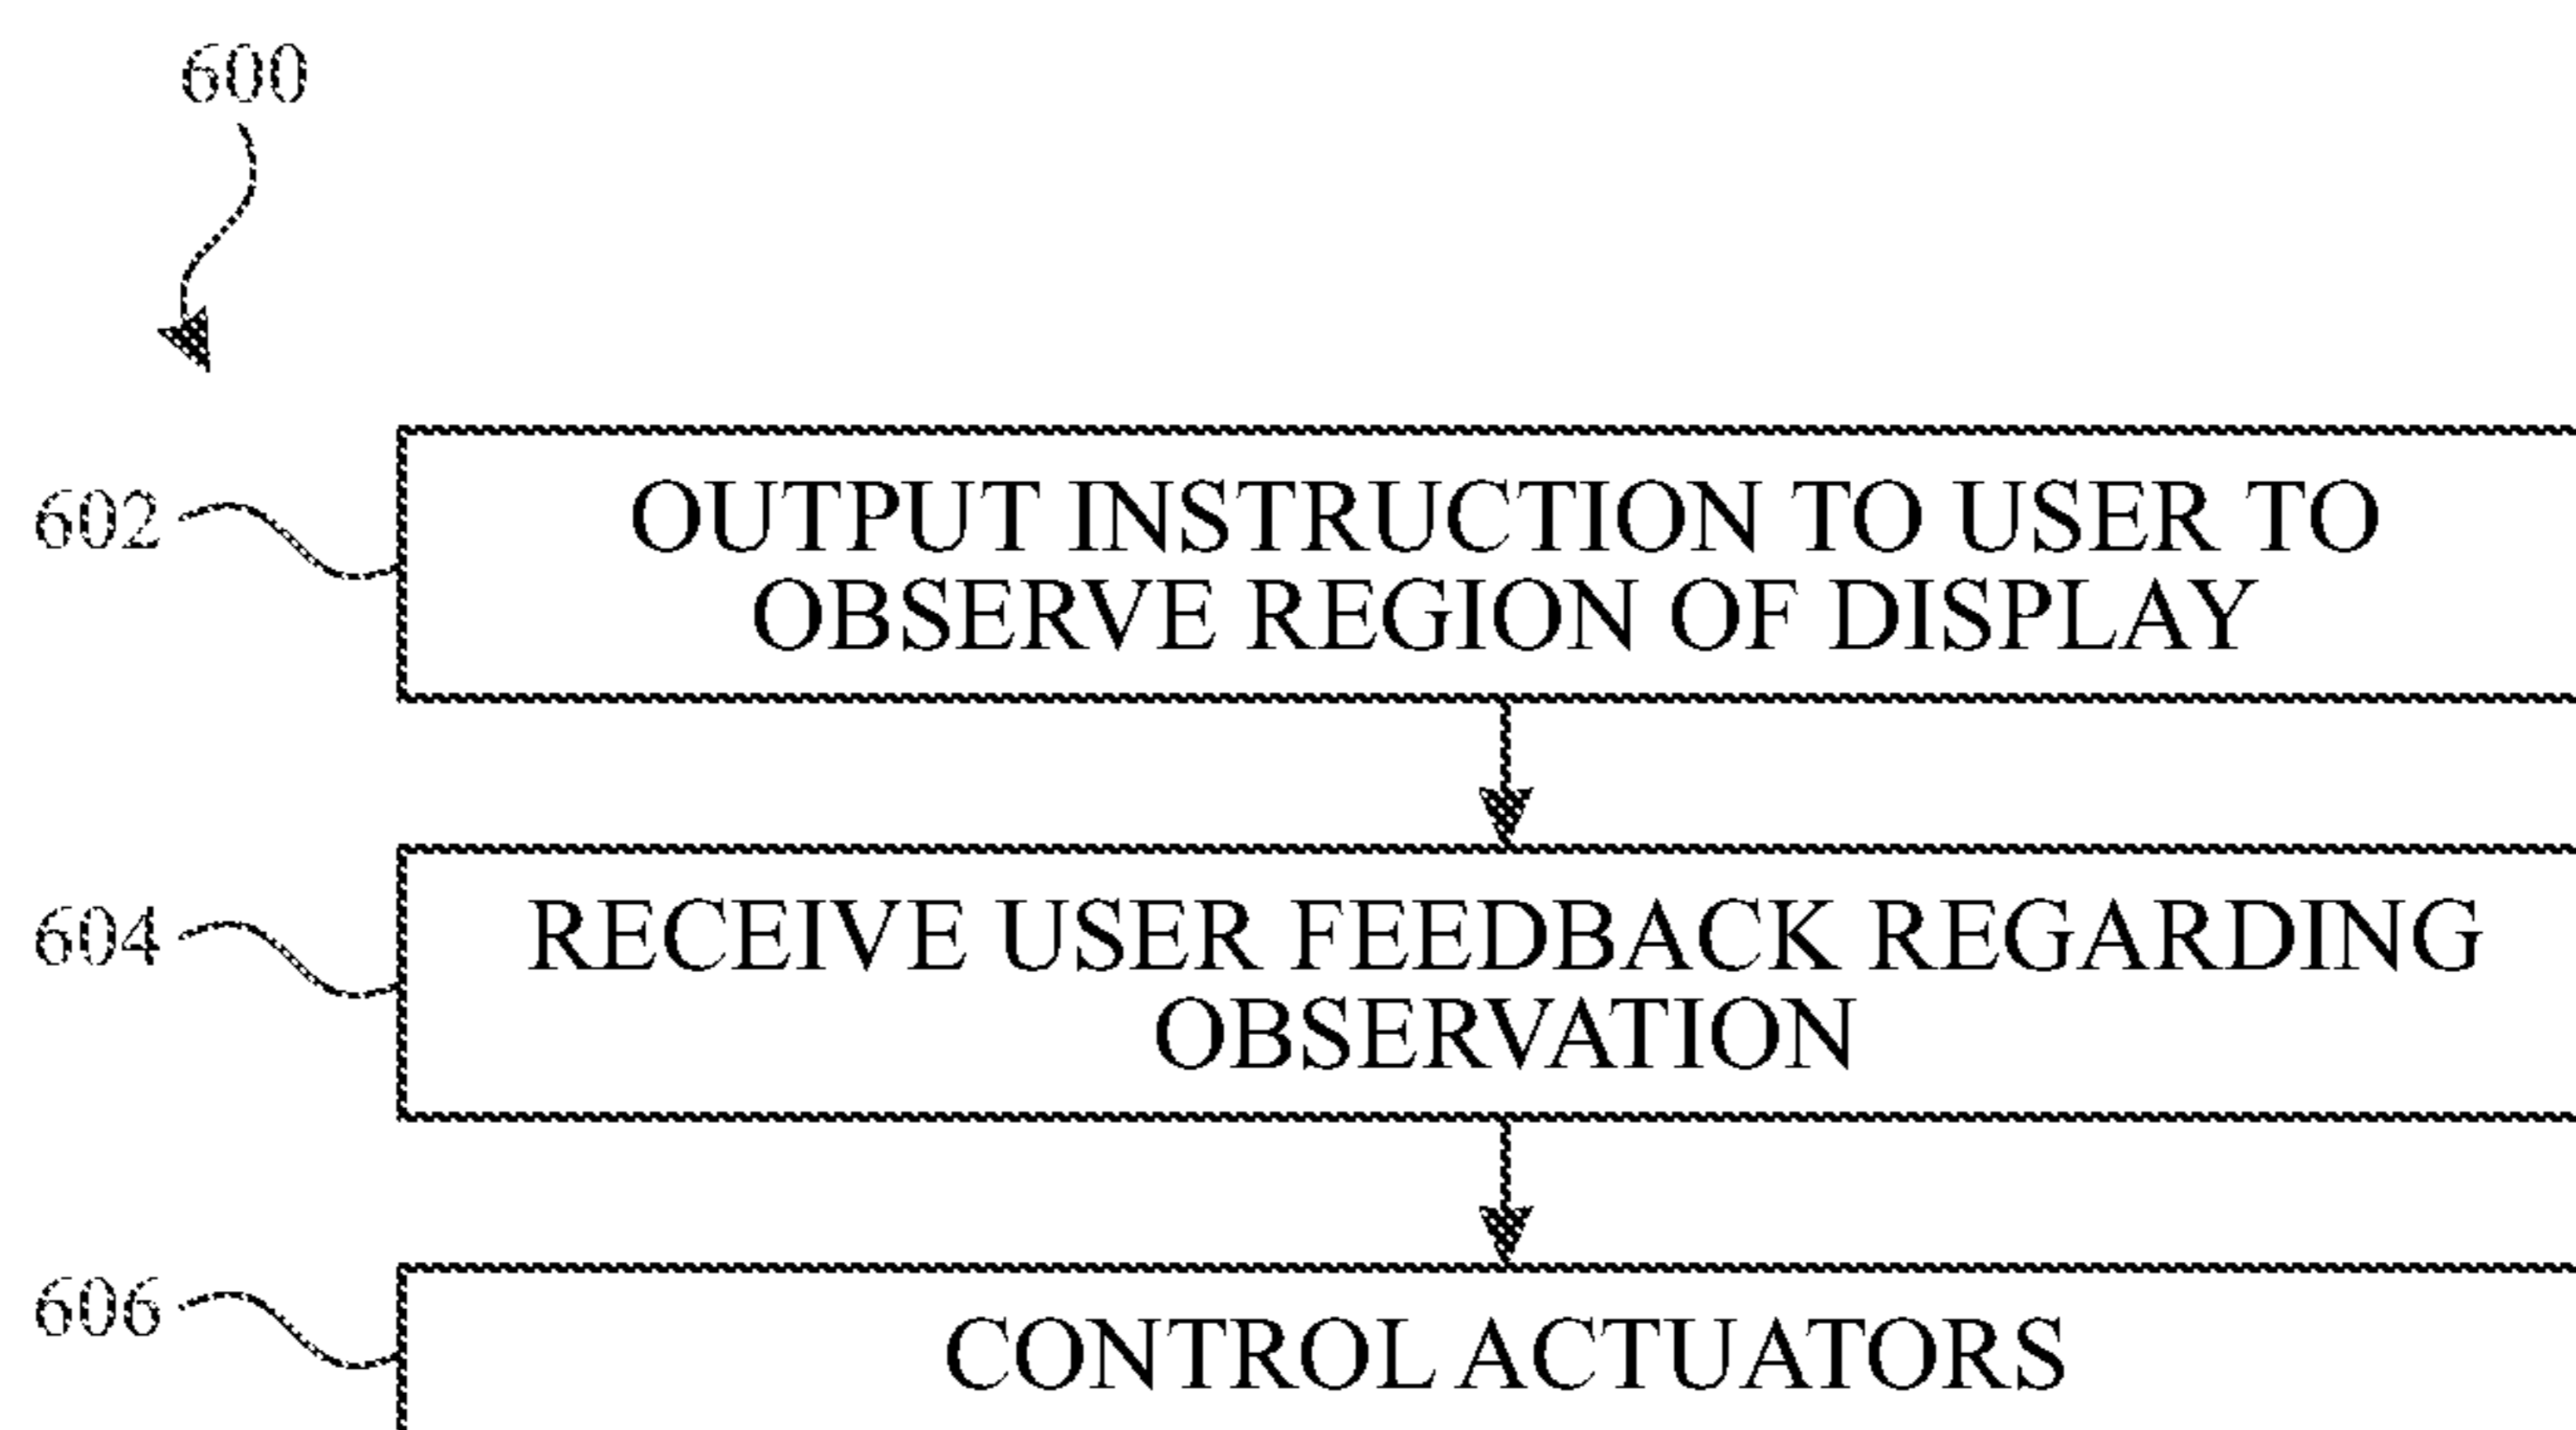 600
602
OUTPUT INSTRUCTION TO USER TO
OBSERVE REGION OF DISPLAY
604
RECEIVE USER FEEDBACK REGARDING
OBSERVATION
606
CONTROL ACTUATORS